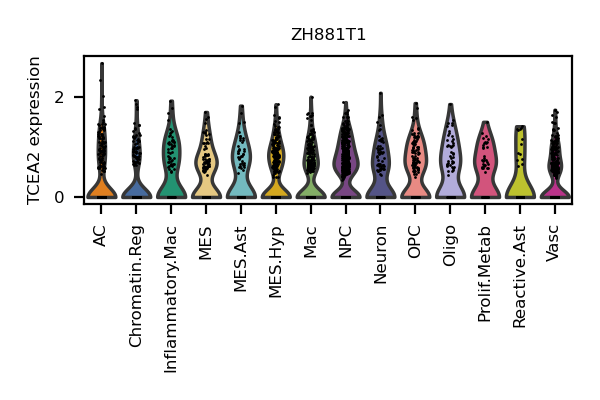 ZH881T1
TCEA2 expression
2
0
AC
Chromatin.Reg
Inflammatory.Mac
MES
MES.Ast
MES.Hyp
Mac
NPC
Neuron
OPC
Oligo
Prolif.Metab
Reactive.Ast
Vasc